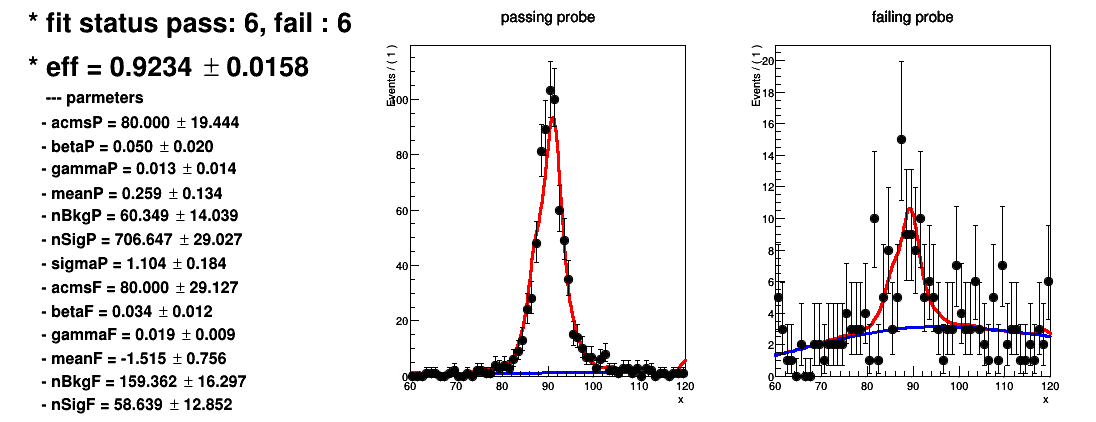 * fit status pass: 6, fail : 6
* eff = 0.9234 ± 0.0158
--- parmeters
- acmsP = 80.000 ± 19.444
- betaP = 0.050 ± 0.020
- gammaP = 0.013 ± 0.014
- meanP = 0.259 ± 0.134
- nBkgP = 60.349 ± 14.039
- nSigP = 706.647 ± 29.027
- sigmaP = 1.104 ± 0.184
- acmsF = 80.000 ± 29.127
- betaF = 0.034 ± 0.012
- gammaF = 0.019 ± 0.009
- meanF = -1.515 ± 0.756
- nBkgF = 159.362 ± 16.297
- nSigF = 58.639 ± 12.852
passing probe
Events / ( 1 )
100
80
60
40
20
0
60 70 80 90 100 110 120
x
failing probe
Events / ( 1 )
20
18
16
14
12
10
8
6
4
2
0
60 70 80 90 100 110 120
x